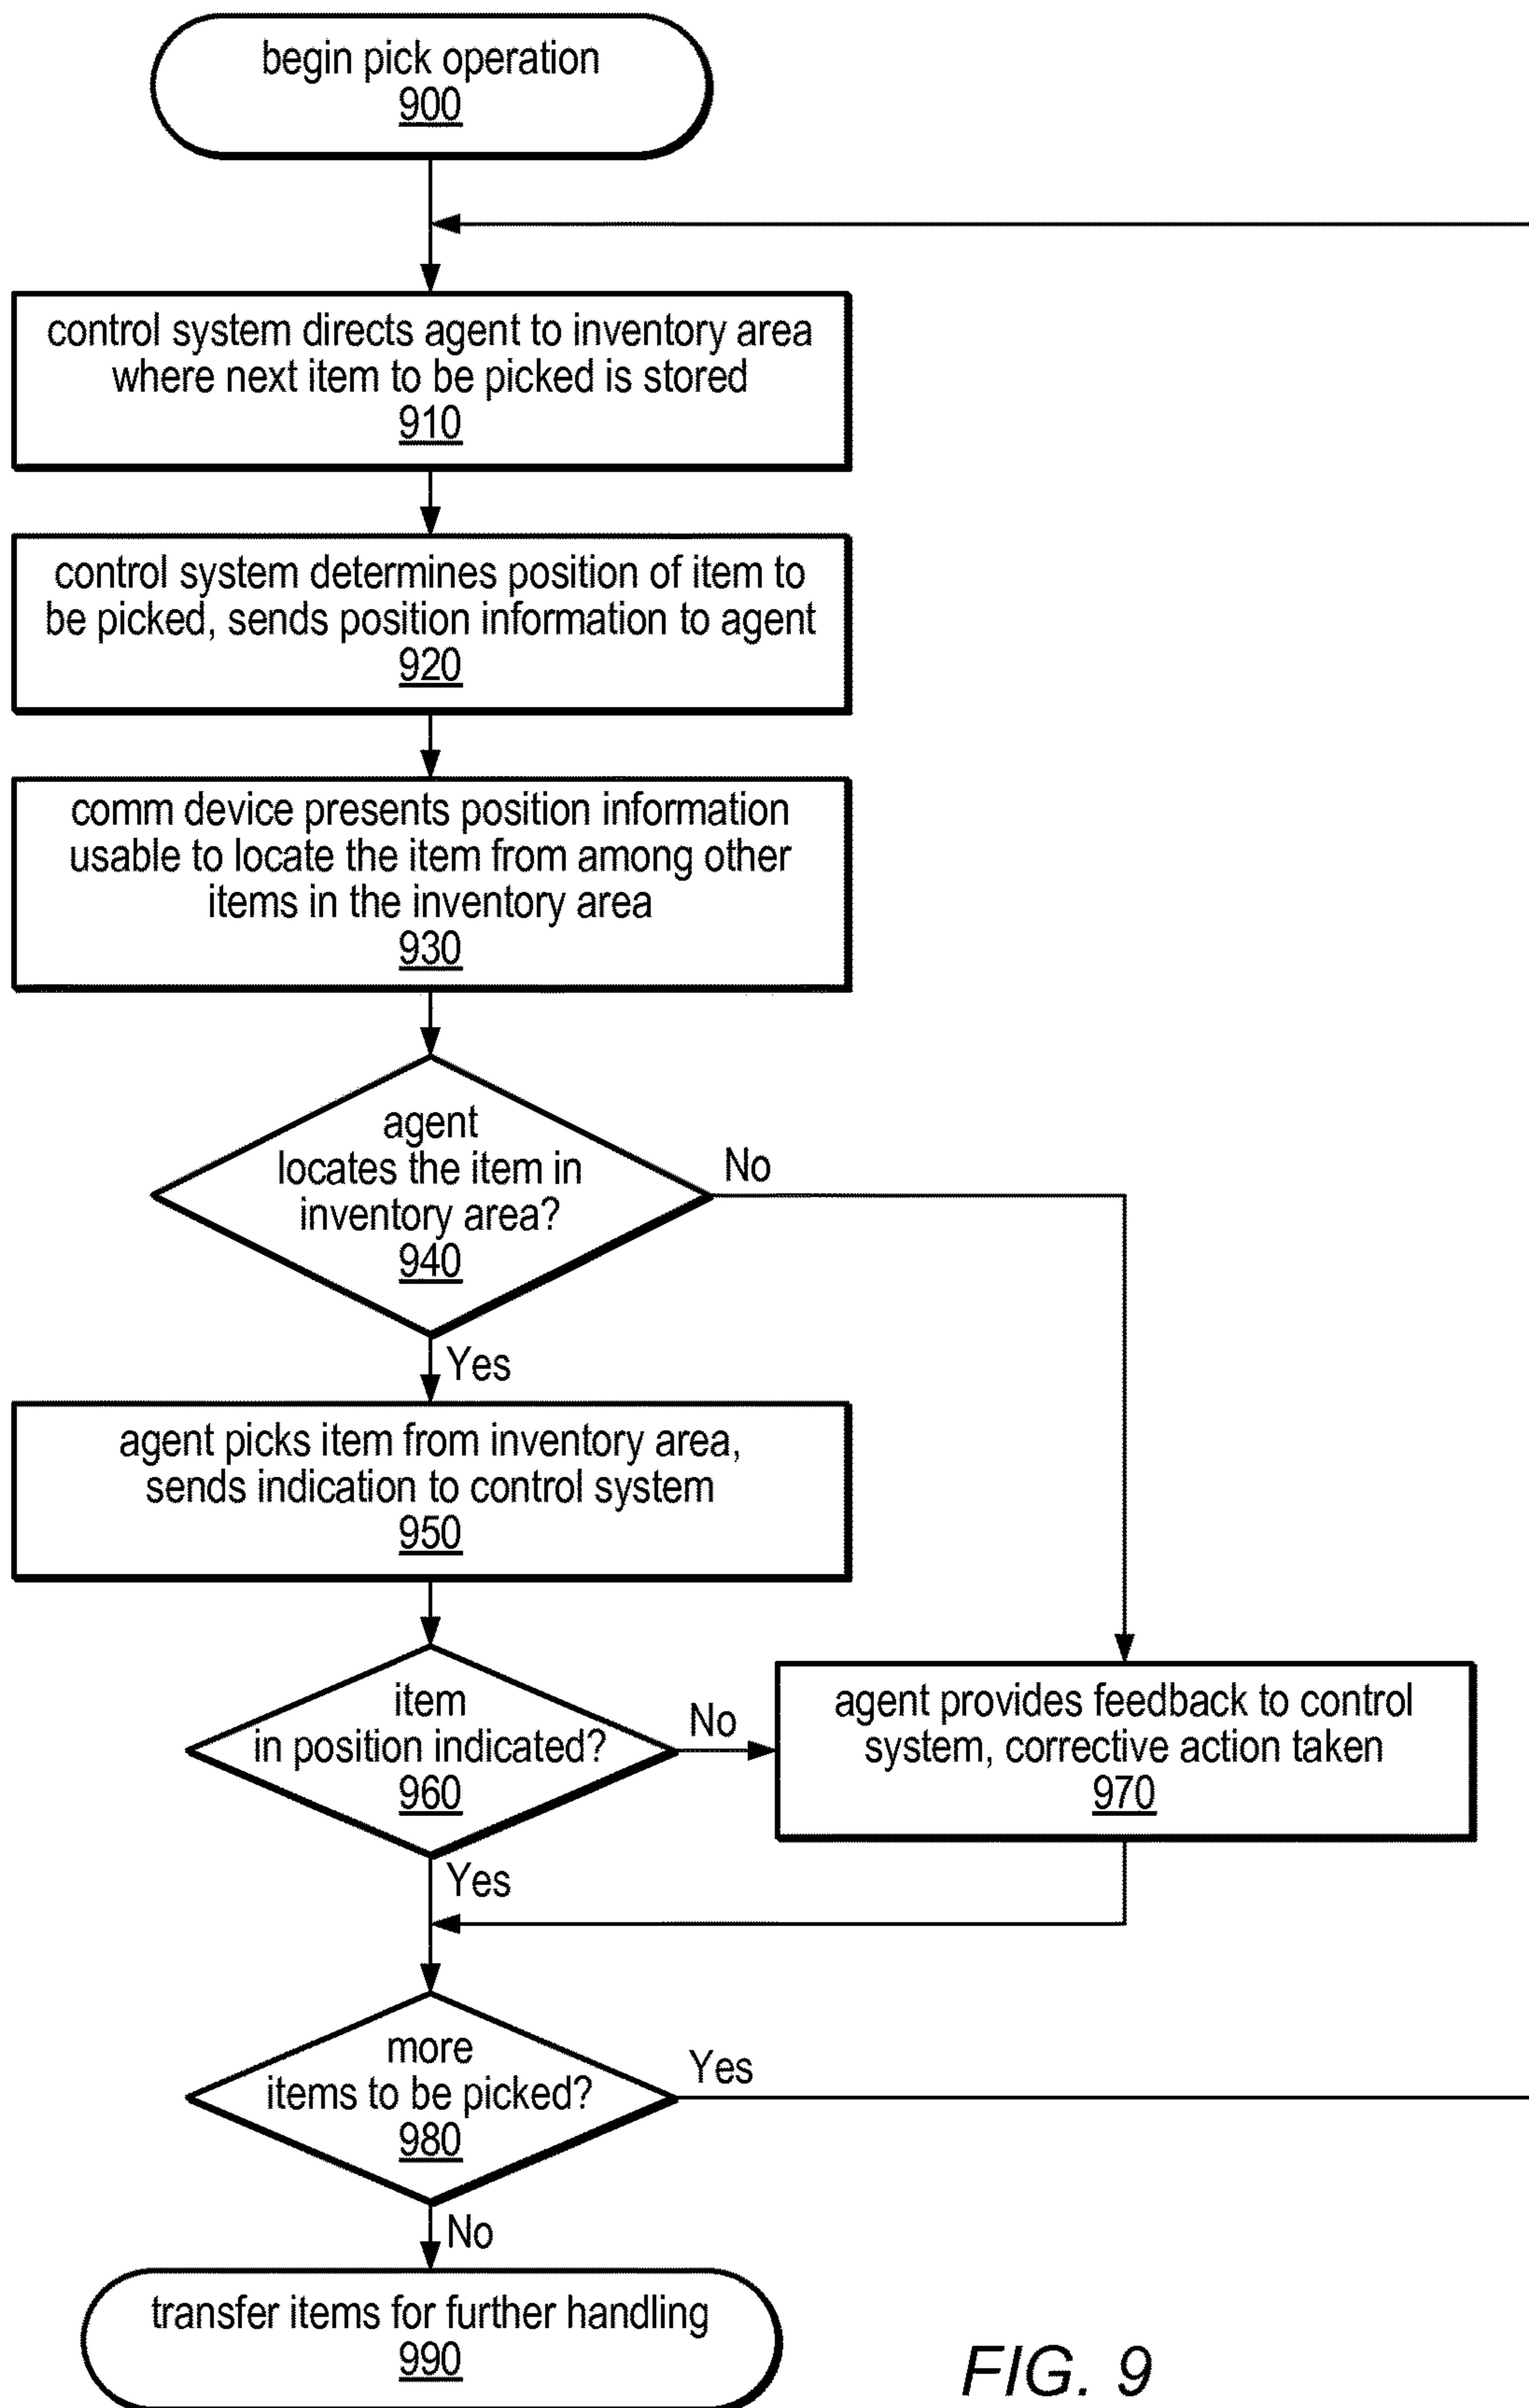 begin pick operation
900
control system directs agent to inventory area
where next item to be picked is stored
910
control system determines position of item to
be picked, sends position information to agent
920
comm device presents position information
usable to locate the item from among other
items in the inventory area
930
agent
locates the item in
inventory area?
940
No
Yes
agent picks item from inventory area,
sends indication to control system
950
item
in position indicated?
960
No
agent provides feedback to control
system, corrective action taken
970
Yes
more
items to be picked?
980
Yes
No
transfer items for further handling
990
FIG. 9